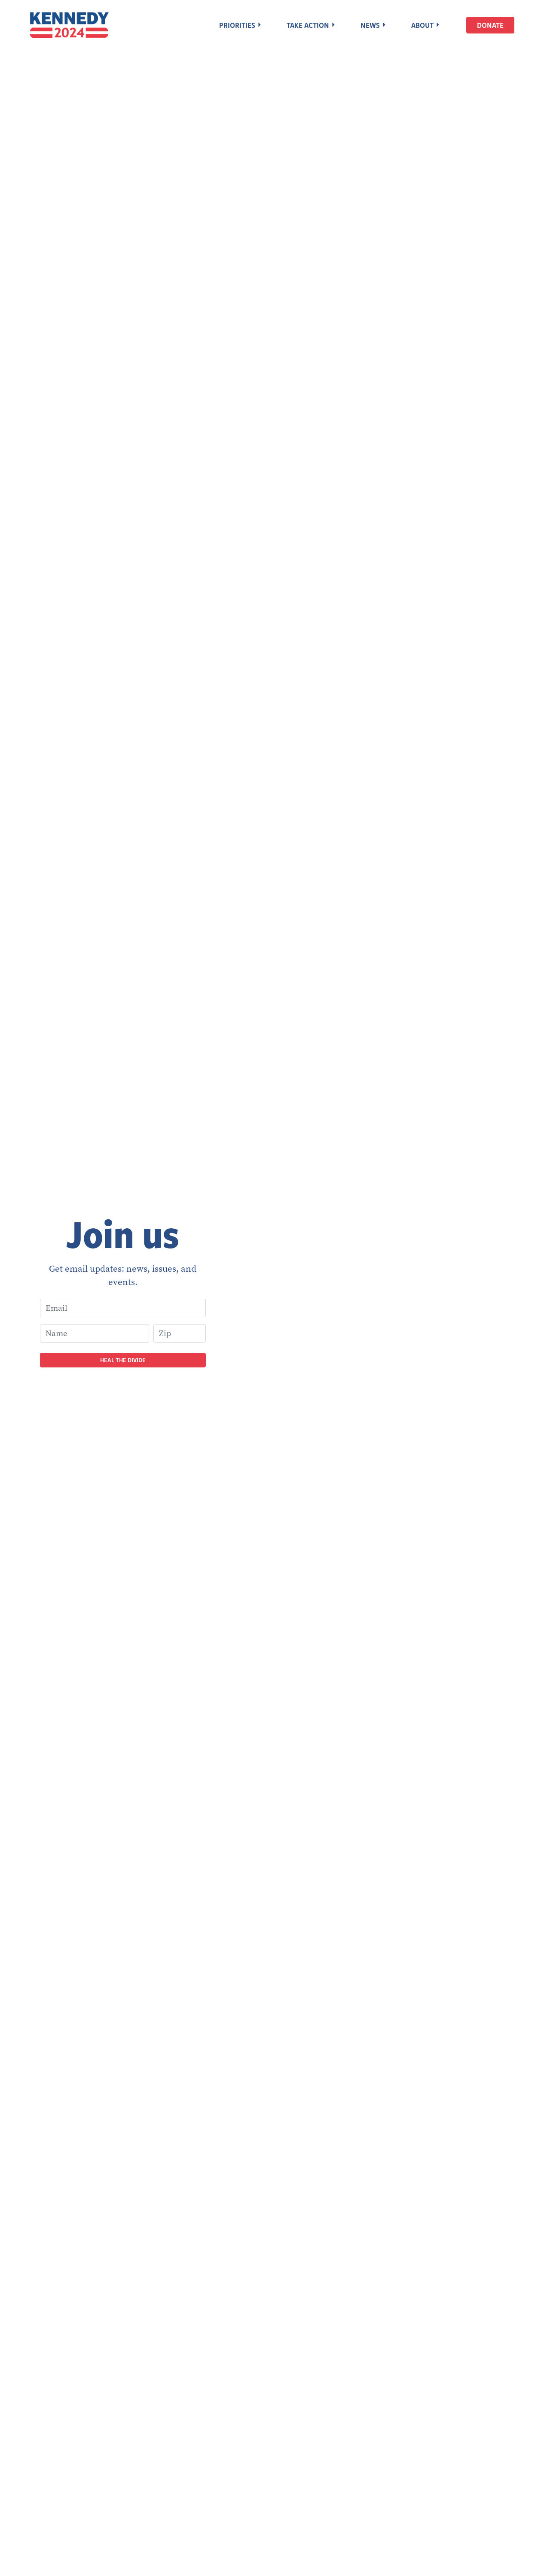 KENNEDY
2024
PRIORITIES
TAKE ACTION
NEWS
ABOUT
DONATE
Join us
Get email updates: news, issues, and
events.
Email
Name
Zip
HEAL THE DIVIDE